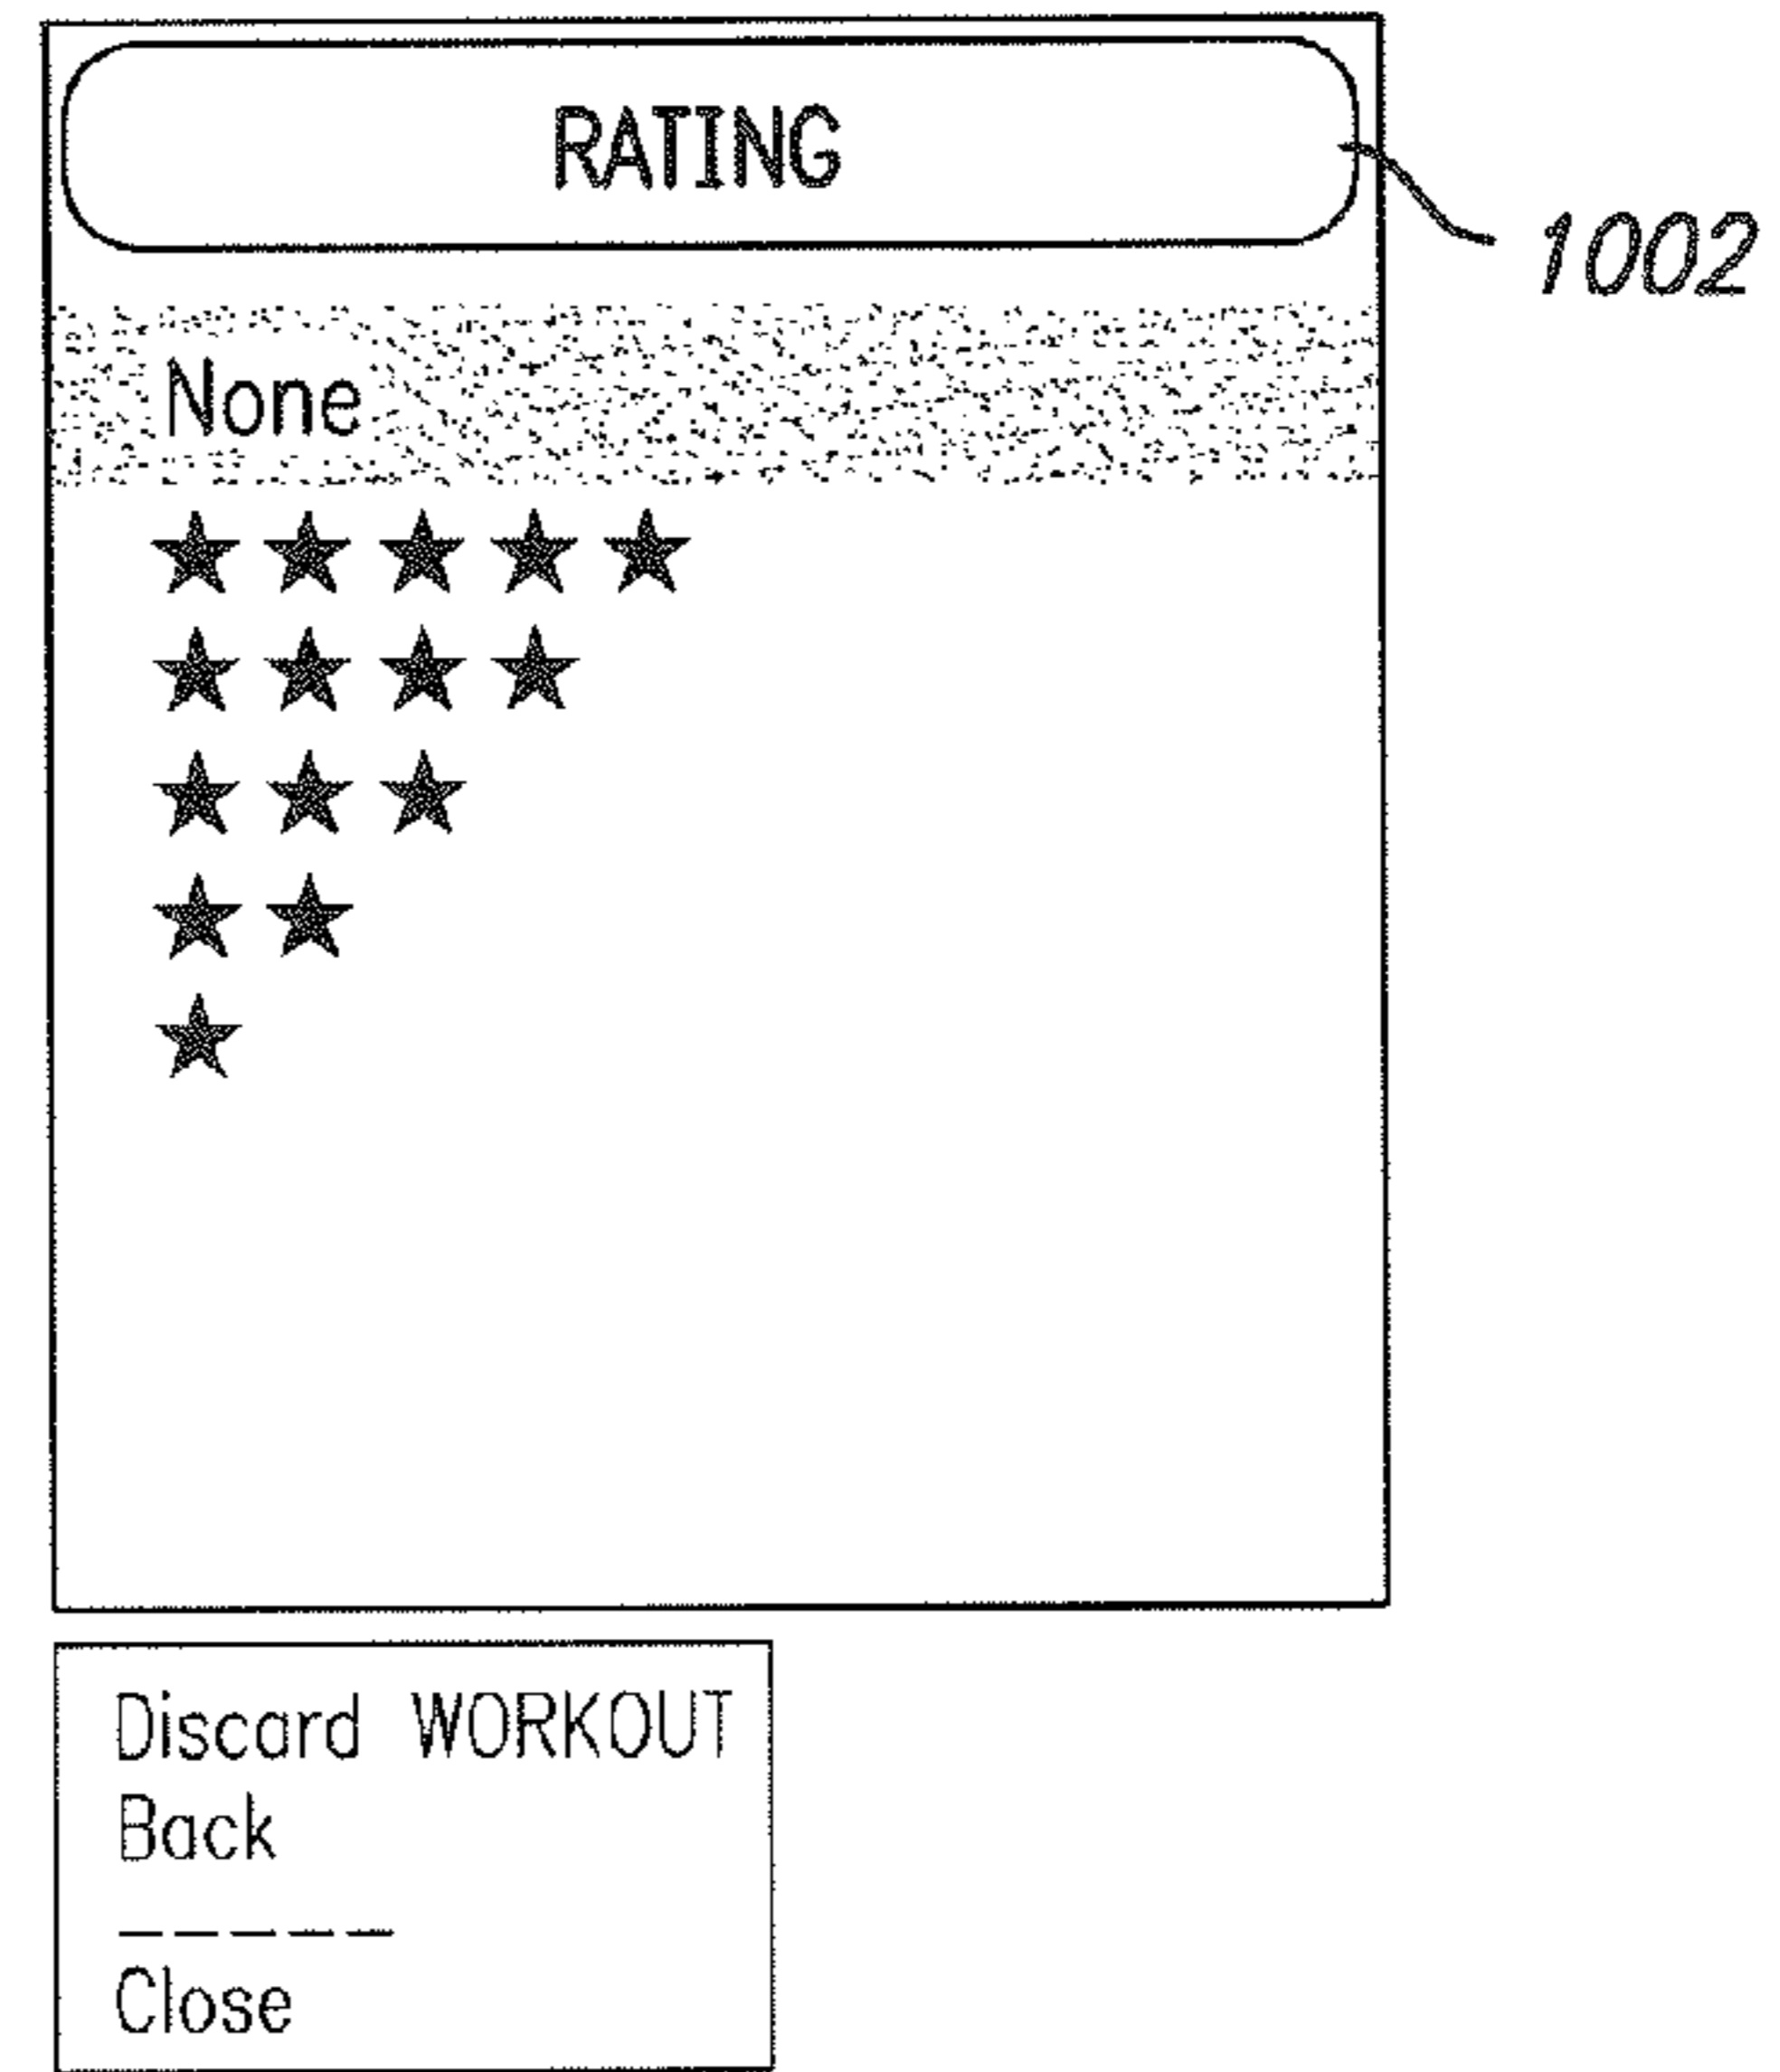 RATING
1002
None
★ ★ ★ ★ ★
★ ★ ★ ★
★ ★ ★
★ ★
★
Discard WORKOUT
Back
-----
Close